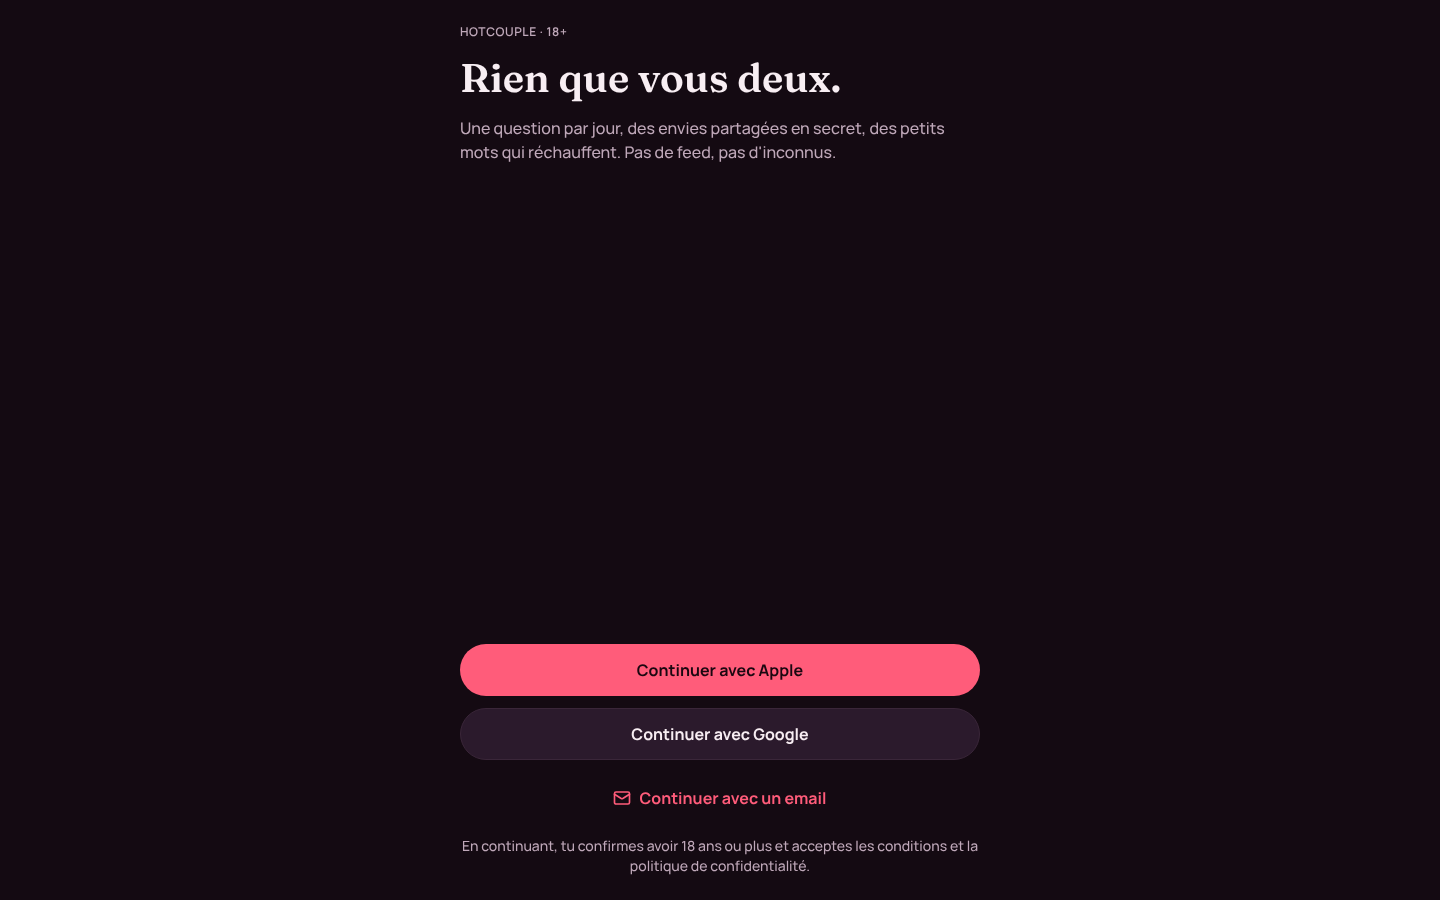 HOTCOUPLE · 18+
Rien que vous deux.
Une question par jour, des envies partagées en secret, des petits
mots qui réchauffent. Pas de feed, pas d'inconnus.
Continuer avec Apple
Continuer avec Google
Continuer avec un email
En continuant, tu confirmes avoir 18 ans ou plus et acceptes les conditions et la
politique de confidentialité.